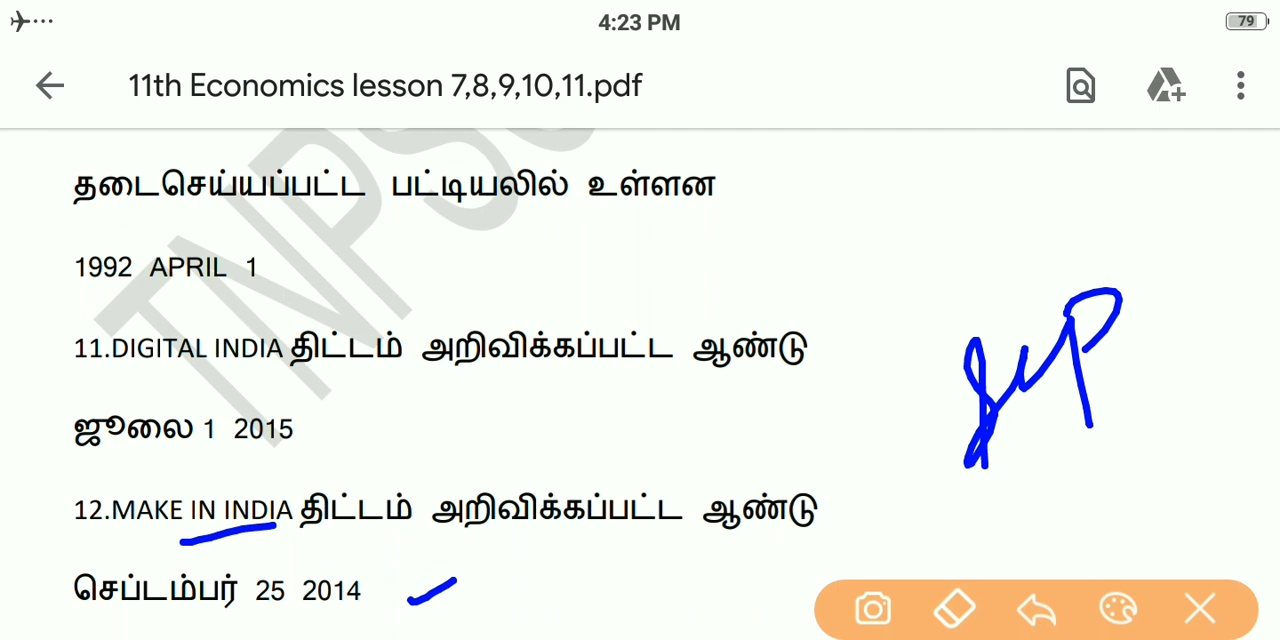 4:23 PM
79
11th Economics lesson 7,8,9,10,11.pdf
TNPSC
தடைசெய்யப்பட்ட பட்டியலில் உள்ளன
1992 APRIL 1
11.DIGITAL INDIA திட்டம் அறிவிக்கப்பட்ட ஆண்டு
ஜூலை 1 2015
12.MAKE IN INDIA திட்டம் அறிவிக்கப்பட்ட ஆண்டு
செப்டம்பர் 25 2014